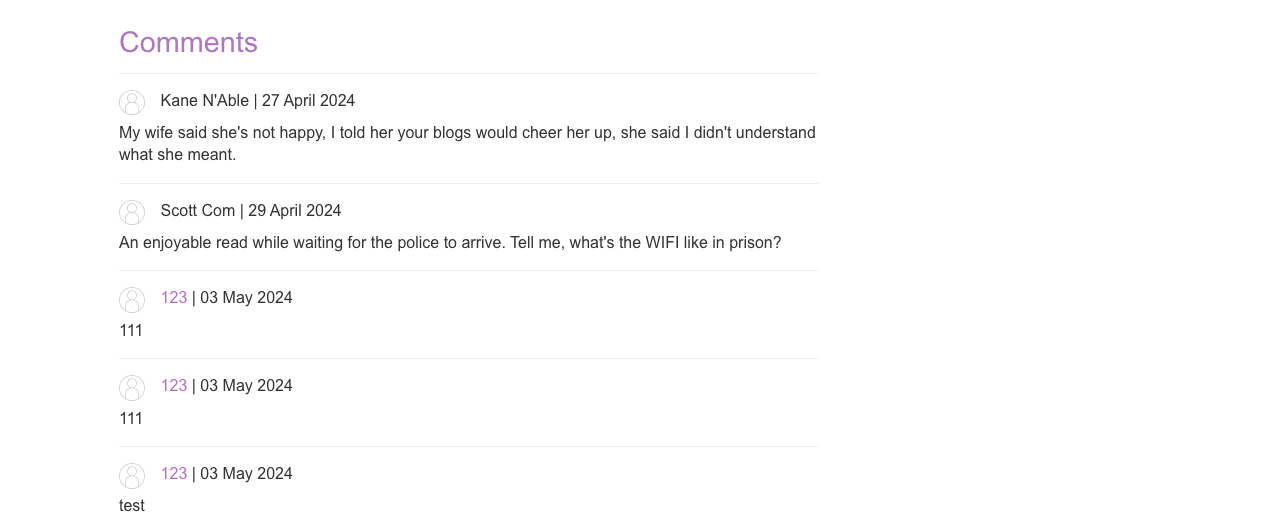 Comments
Kane N'Able | 27 April 2024
My wife said she's not happy, I told her your blogs would cheer her up, she said I didn't understand
what she meant.
Scott Com | 29 April 2024
An enjoyable read while waiting for the police to arrive. Tell me, what's the WIFI like in prison?
123 | 03 May 2024
111
123 | 03 May 2024
111
123 | 03 May 2024
test